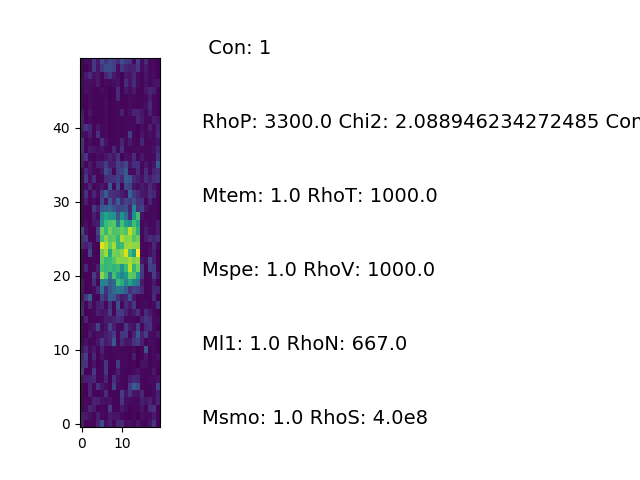 Con: 1
RhoP: 3300.0 Chi2: 2.088946234272485 Con
Mtem: 1.0 RhoT: 1000.0
Mspe: 1.0 RhoV: 1000.0
Ml1: 1.0 RhoN: 667.0
Msmo: 1.0 RhoS: 4.0e8
40
30
20
10
0
0 10